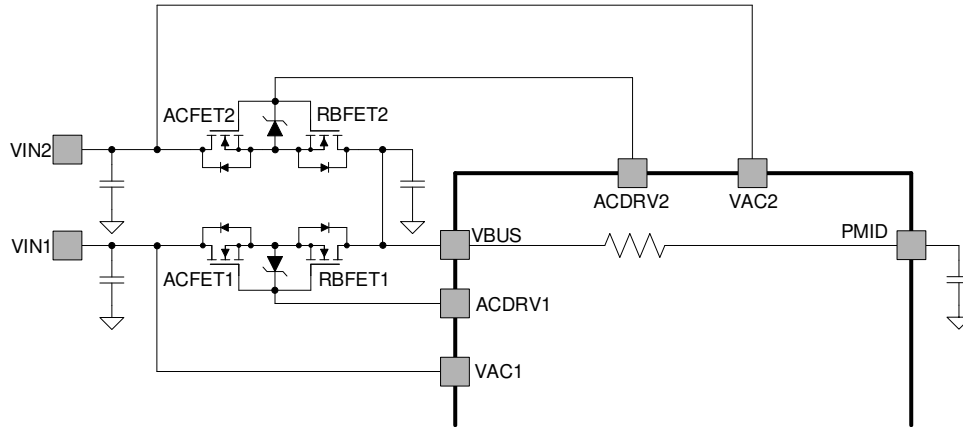 ACFET2
RBFET2
VIN2
ACDRV2
VAC2
VIN1
VBUS
PMID
ACFET1
RBFET1
ACDRV1
VAC1